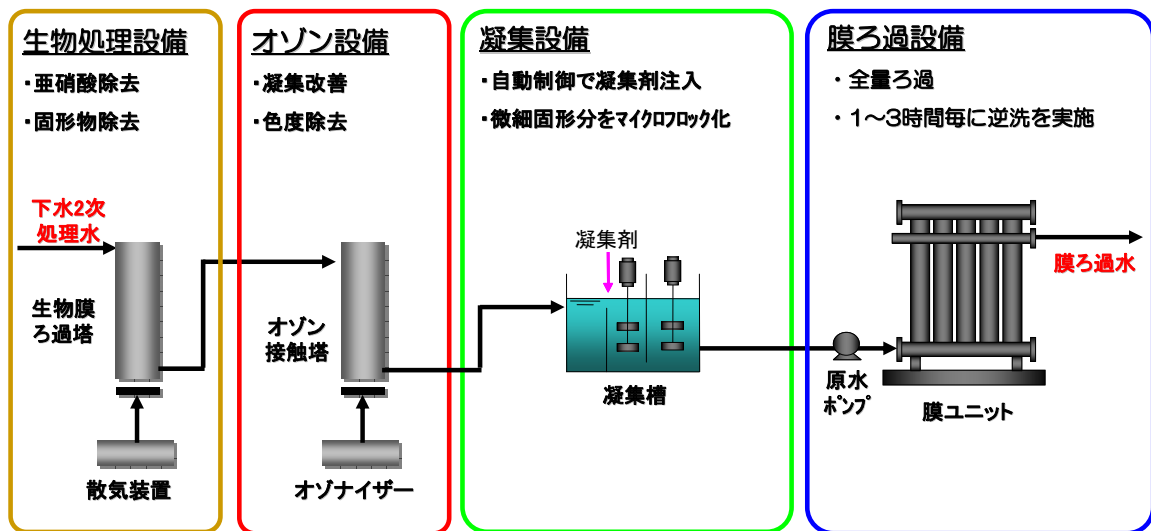 生物処理設備
・亜硝酸除去
・固形物除去
下水2次
処理水
生物膜
ろ過塔
散気装置
オゾン設備
・凝集改善
・色度除去
オゾン
接触塔
オゾナイザー
凝集設備
・自動制御で凝集剤注入
・微細固形分をマイクロフロック化
凝集剤
凝集槽
膜ろ過設備
・全量ろ過
・1～3時間毎に逆洗を実施
膜ろ過水
原水
ポンプ
膜ユニット